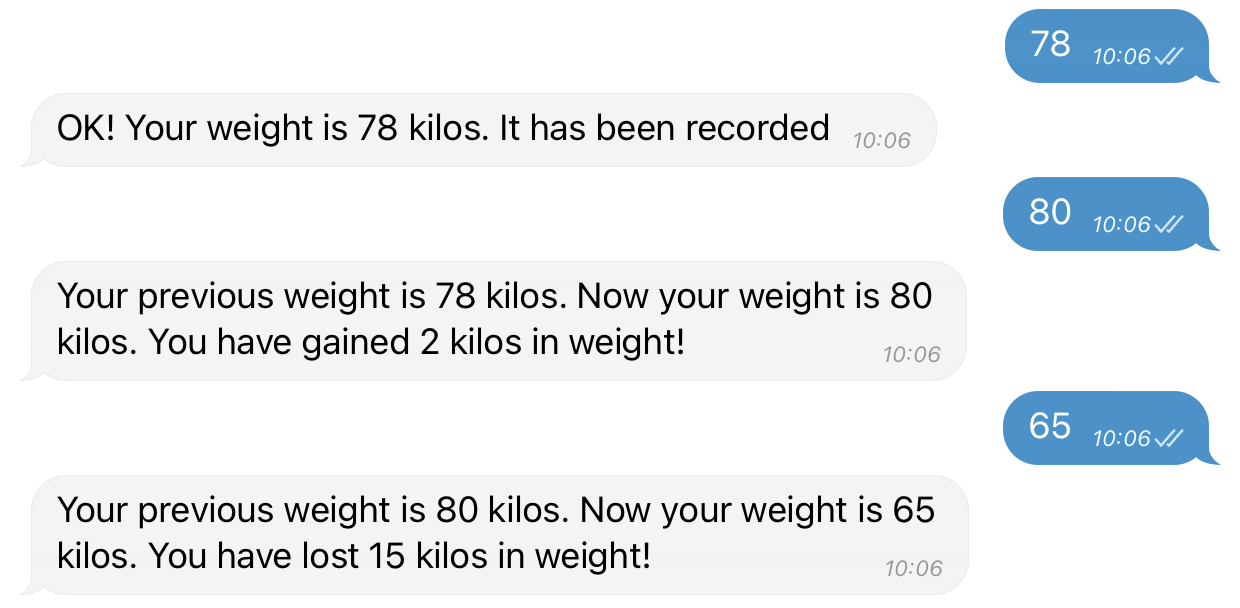 78 10:06
OK! Your weight is 78 kilos. It has been recorded 10:06
80 10:06
Your previous weight is 78 kilos. Now your weight is 80
kilos. You have gained 2 kilos in weight! 10:06
65 10:06
Your previous weight is 80 kilos. Now your weight is 65
kilos. You have lost 15 kilos in weight! 10:06